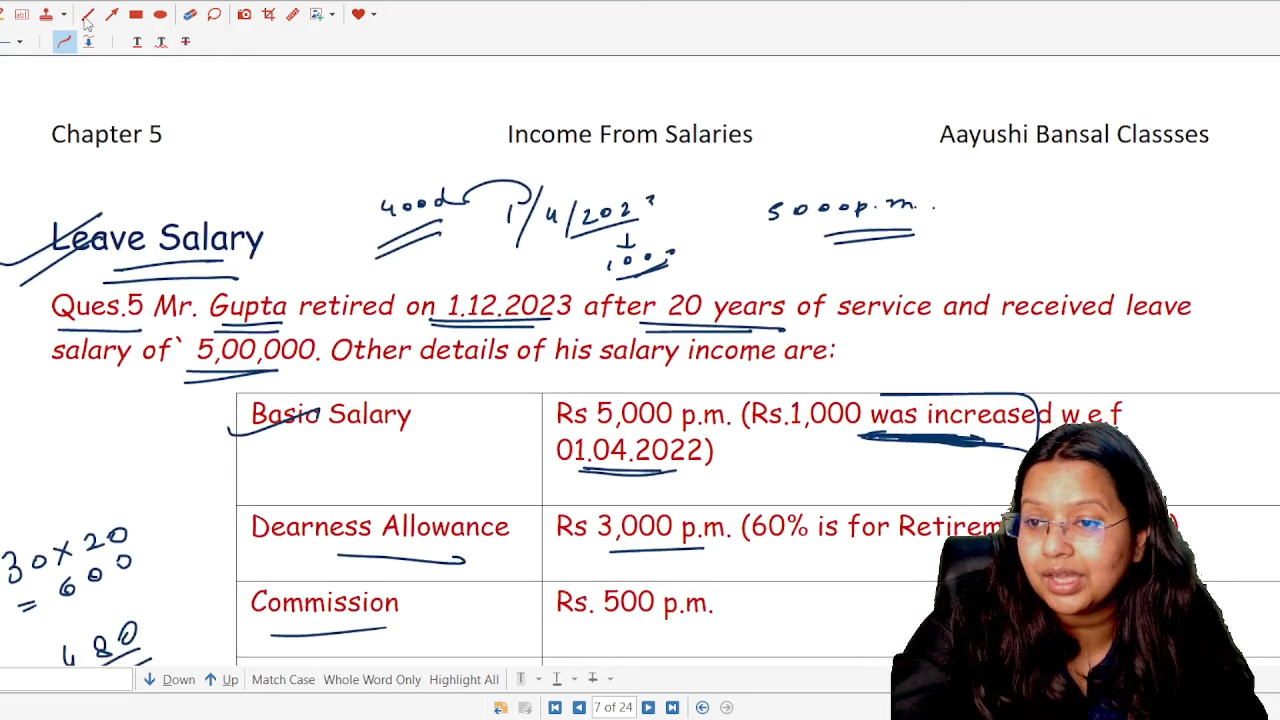 Chapter 5 Income From Salaries Aayushi Bansal Classses
4000 1/4/2022 5000p.m.
1000
Leave Salary
Ques.5 Mr. Gupta retired on 1.12.2023 after 20 years of service and received leave
salary of` 5,00,000. Other details of his salary income are:
Basic Salary Rs 5,000 p.m. (Rs.1,000 was increased w.e.f
01.04.2022)
Dearness Allowance Rs 3,000 p.m. (60% is for
30x20
= 600
480
Commission Rs. 500 p.m.
Down Up Match Case Whole Word Only Highlight All
7 of 24